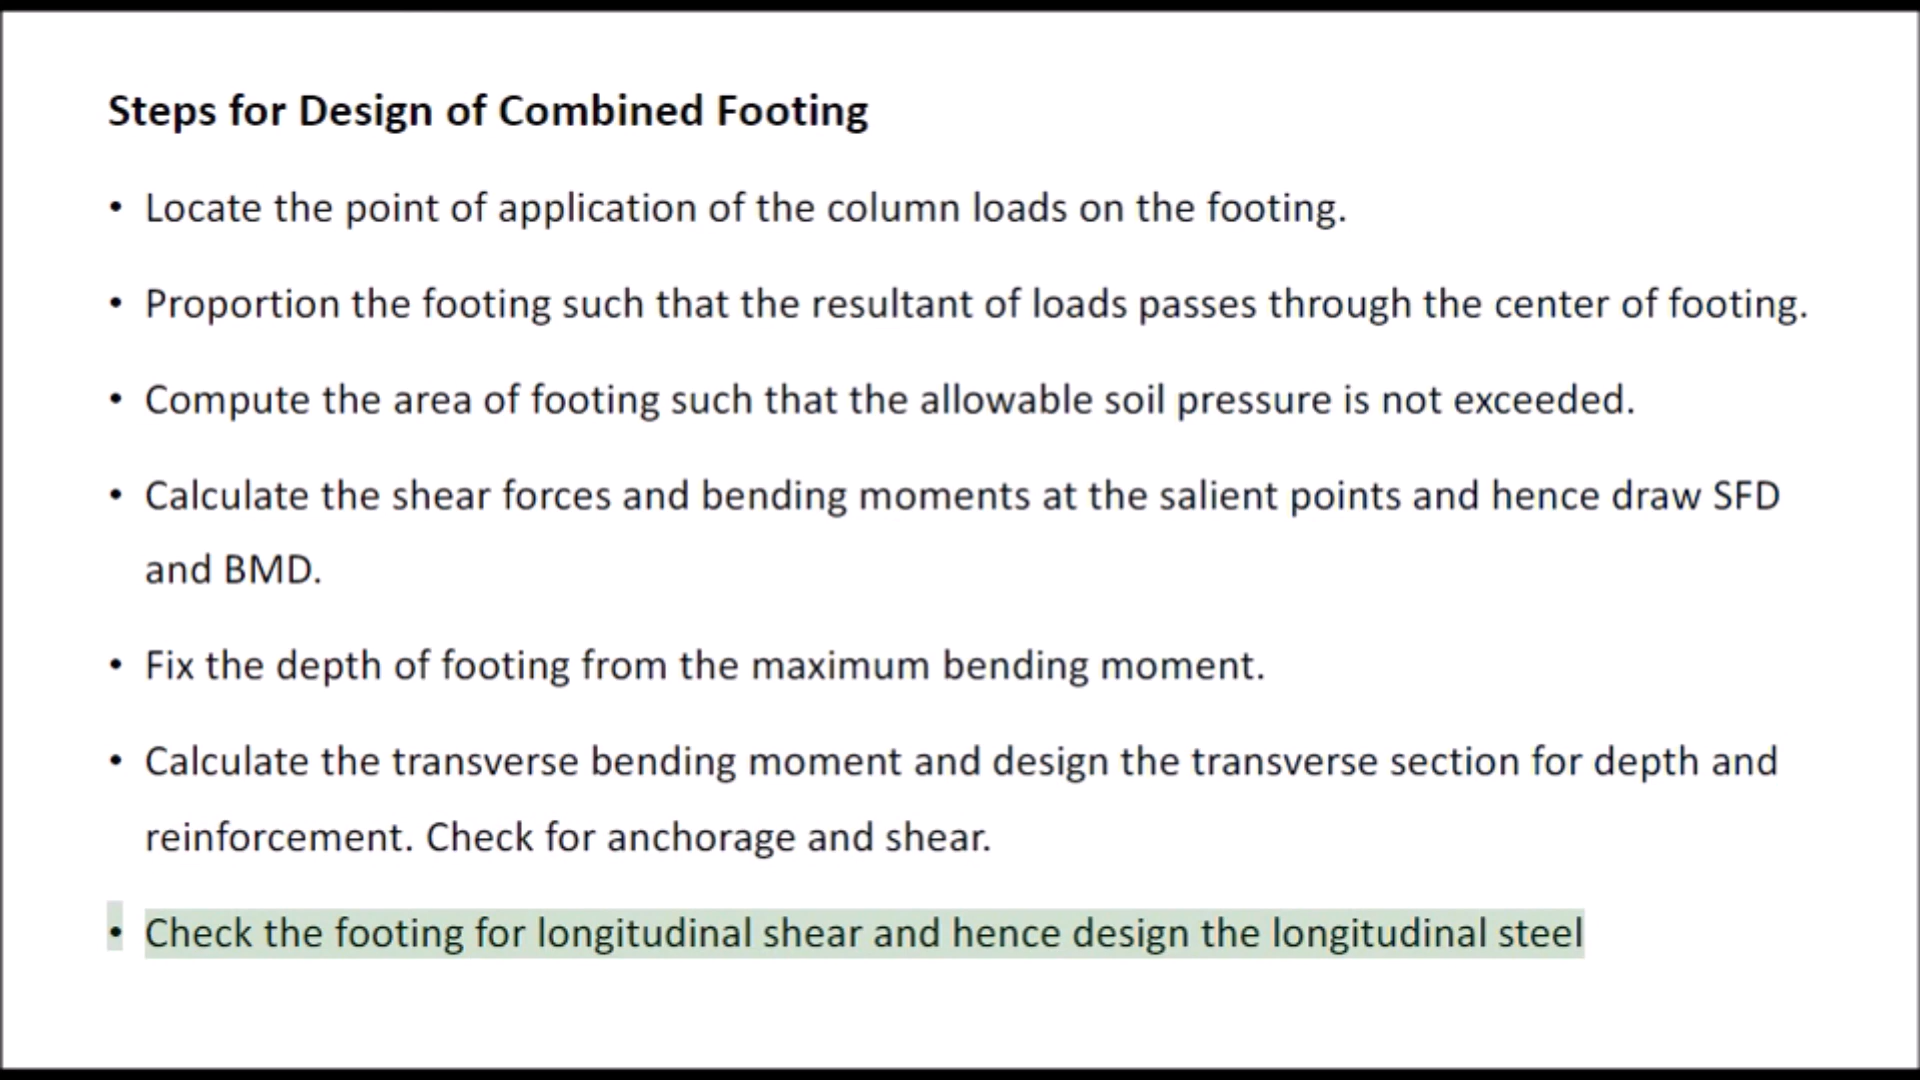 Steps for Design of Combined Footing
• Locate the point of application of the column loads on the footing.
• Proportion the footing such that the resultant of loads passes through the center of footing.
• Compute the area of footing such that the allowable soil pressure is not exceeded.
• Calculate the shear forces and bending moments at the salient points and hence draw SFD
and BMD.
• Fix the depth of footing from the maximum bending moment.
• Calculate the transverse bending moment and design the transverse section for depth and
reinforcement. Check for anchorage and shear.
• Check the footing for longitudinal shear and hence design the longitudinal steel